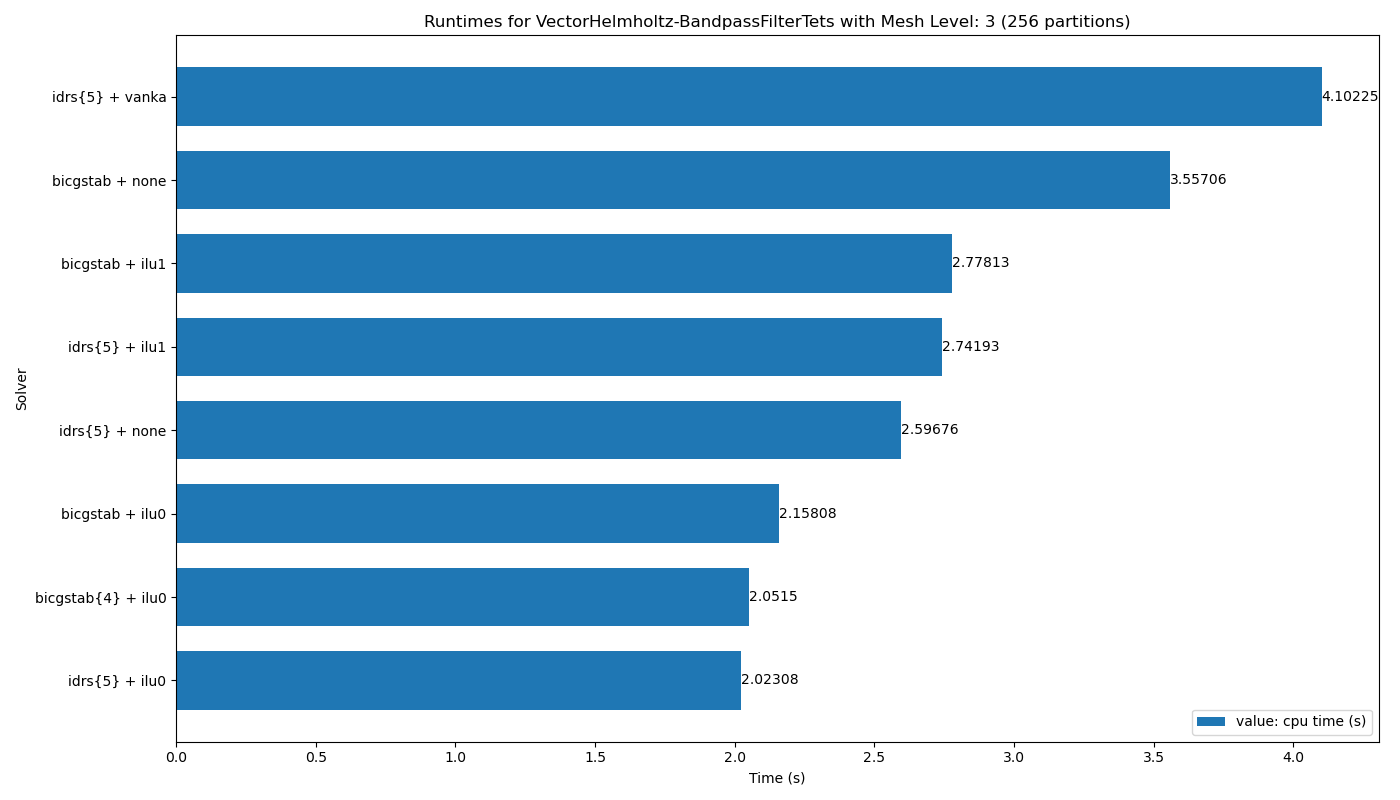 Runtimes for VectorHelmholtz-BandpassFilterTets with Mesh Level: 3 (256 partitions)
idrs{5} + vanka
4.10225
bicgstab + none
3.55706
bicgstab + ilu1
2.77813
idrs{5} + ilu1
2.74193
Solver
idrs{5} + none
2.59676
bicgstab + ilu0
2.15808
bicgstab{4} + ilu0
2.0515
idrs{5} + ilu0
2.02308
value: cpu time (s)
0.0 0.5 1.0 1.5 2.0 2.5 3.0 3.5 4.0
Time (s)